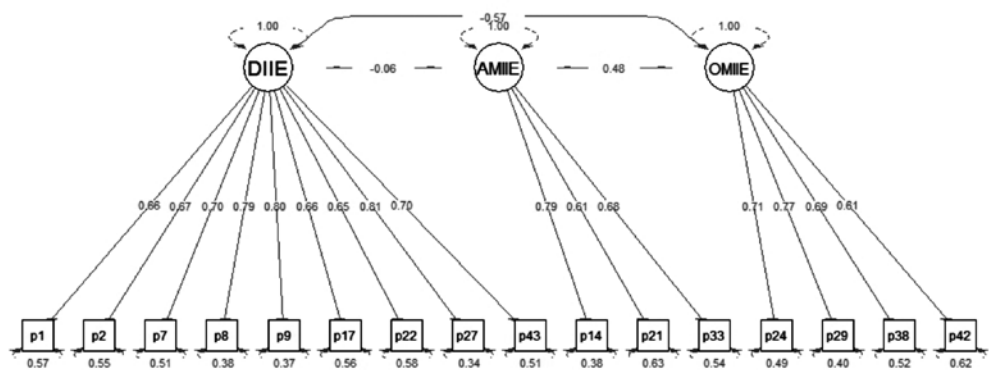 -0.57
1.00 1.00 1.00
DIIE -0.06 AMIIE 0.48 OMIIE
0.66 0.67 0.70 0.79 0.80 0.66 0.65 0.81 0.70 0.79 0.61 0.68 0.71 0.77 0.69 0.61
p1 p2 p7 p8 p9 p17 p22 p27 p43 p14 p21 p33 p24 p29 p38 p42
0.57 0.55 0.51 0.38 0.37 0.56 0.58 0.34 0.51 0.38 0.63 0.54 0.49 0.40 0.52 0.62